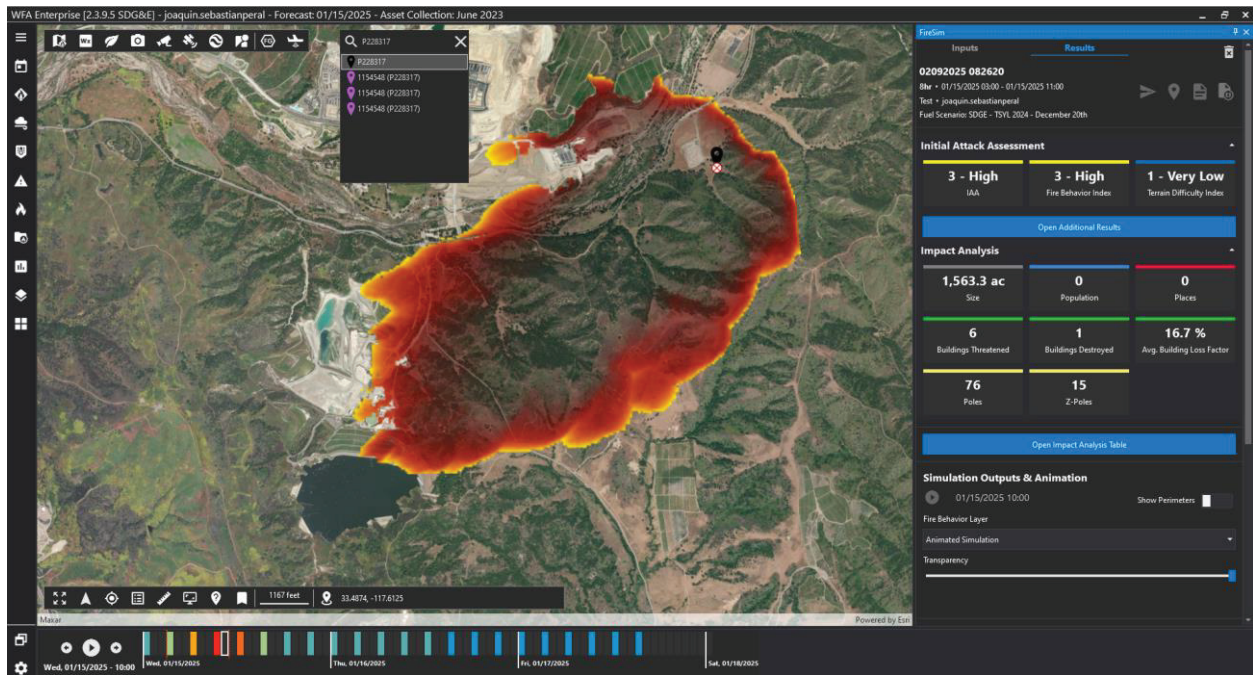 WFA Enterprise [2.3.9.5 SDG&E] - joaquin.sebastianperal - Forecast: 01/15/2025 - Asset Collection: June 2023
Wx
FG
P228317
P228317
1154548 (P228317)
1154548 (P228317)
1154548 (P228317)
FireSim
Inputs
Results
02092025 082620
8hr • 01/15/2025 03:00 - 01/15/2025 11:00
Test • joaquin.sebastianperal
Fuel Scenario: SDGE - TSYL 2024 - December 20th
Initial Attack Assessment
3 - High
IAA
3 - High
Fire Behavior Index
1 - Very Low
Terrain Difficulty Index
Open Additional Results
Impact Analysis
1,563.3 ac
Size
0
Population
0
Places
6
Buildings Threatened
1
Buildings Destroyed
16.7 %
Avg. Building Loss Factor
76
Poles
15
Z-Poles
Open Impact Analysis Table
Simulation Outputs & Animation
01/15/2025 10:00
Show Perimeters
Fire Behavior Layer
Animated Simulation
Transparency
1167 feet
33.4874, -117.6125
Maxar
Powered by Esri
Wed, 01/15/2025 - 10:00
Wed, 01/15/2025
Thu, 01/16/2025
Fri, 01/17/2025
Sat, 01/18/2025